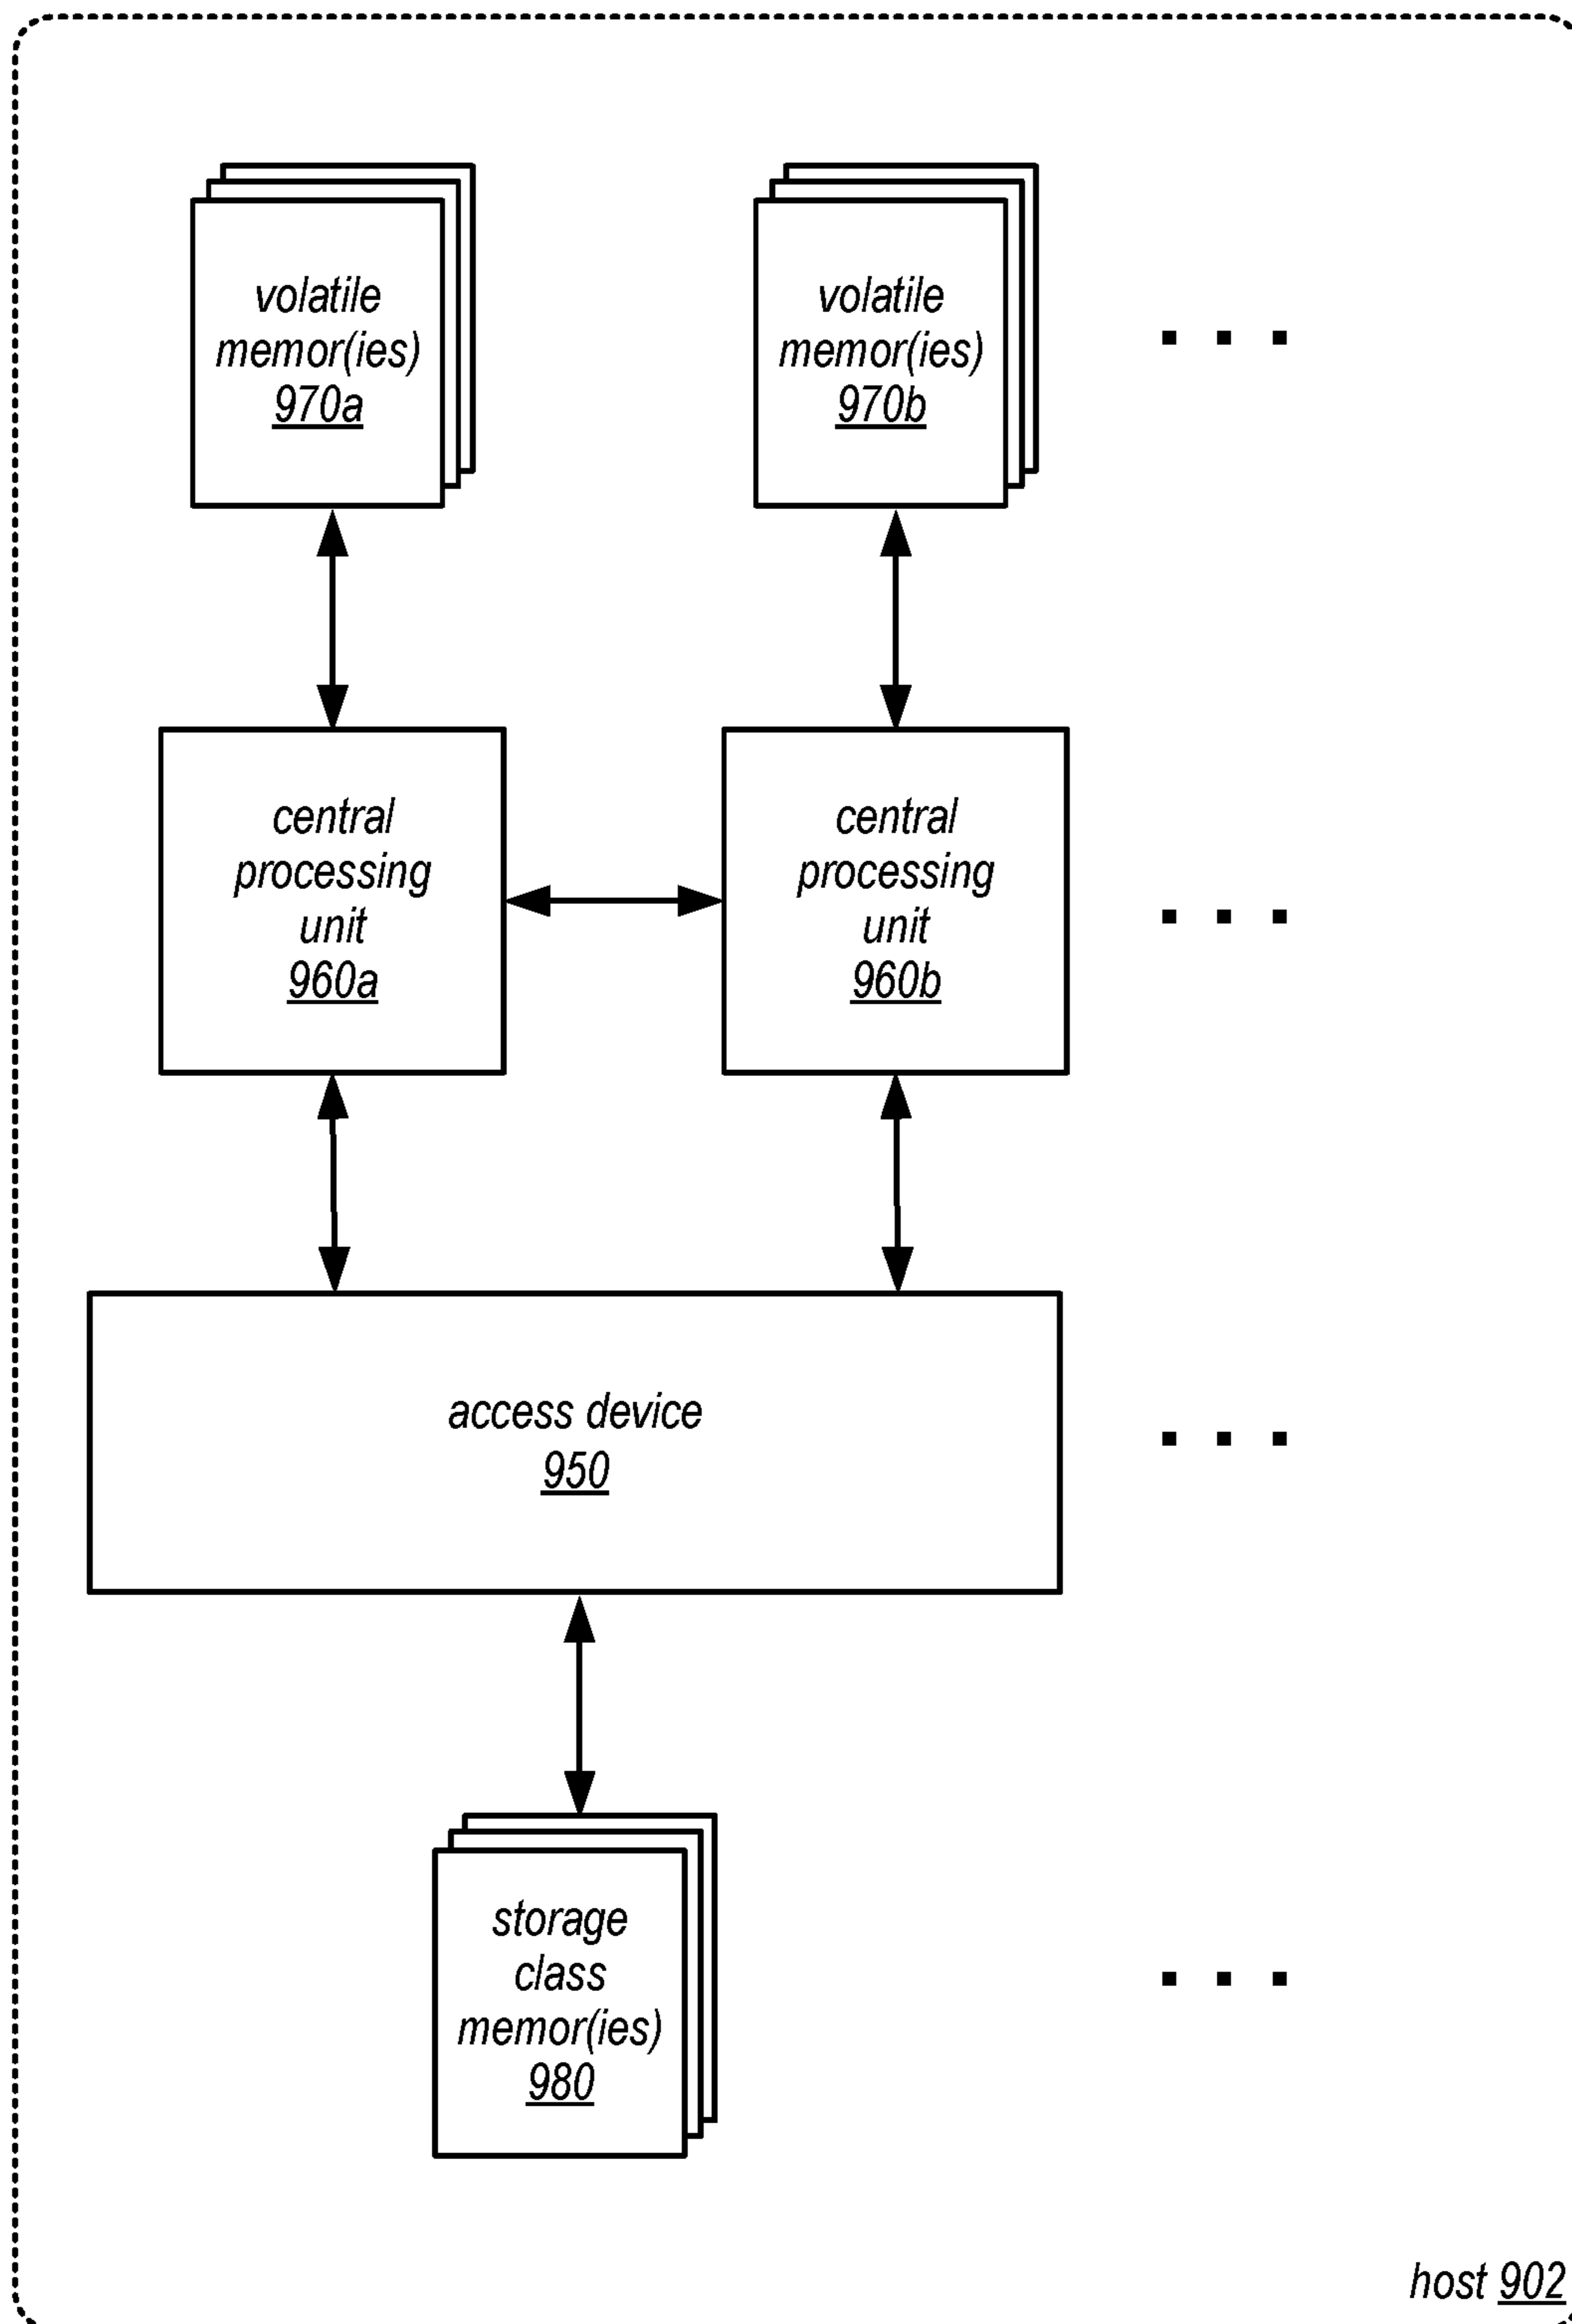 volatile
memor(ies)
970a
volatile
memor(ies)
970b
. . .
central
processing
unit
960a
central
processing
unit
960b
. . .
access device
950
. . .
storage
class
memor(ies)
980
. . .
host 902